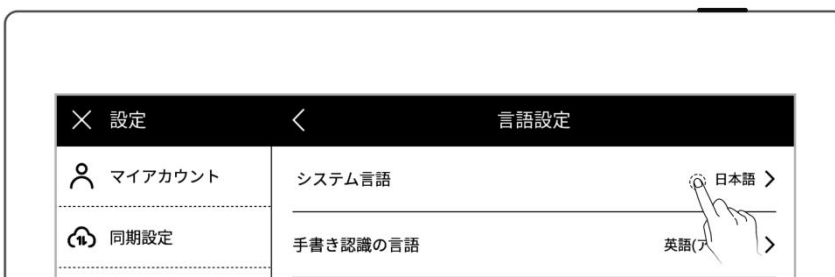 設定
言語設定
マイアカウント
システム言語
日本語
同期設定
手書き認識の言語
英語(ア